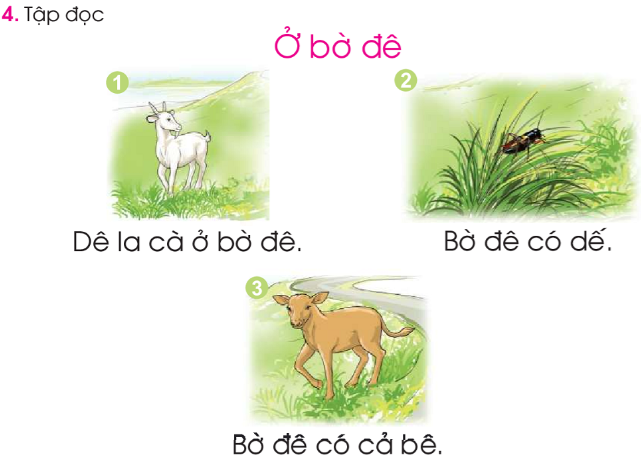 4. Tập đọc
Ở bờ đê
1
2
Dê la cà ở bờ đê.
Bờ đê có dế.
3
Bờ đê có cả bê.